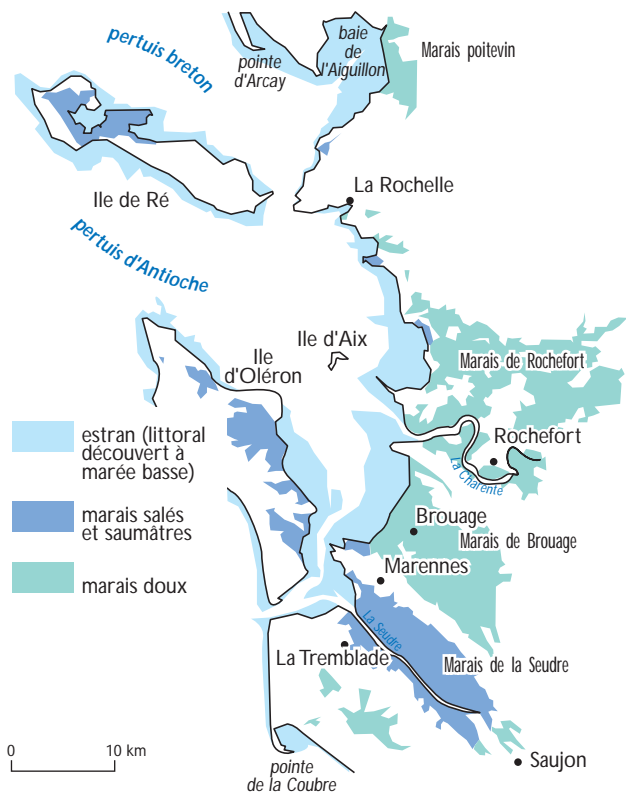 pertuis breton
pointe
d'Arcay
baie
de
l'Aiguillon
Marais poitevin
Ile de Ré
La Rochelle
pertuis d'Antioche
Ile d'Aix
Ile
d'Oléron
Marais de Rochefort
estran (littoral
découvert à
marée basse)
Rochefort
La Charente
marais salés
et saumâtres
Brouage
Marais de Brouage
Marennes
marais doux
La Seudre
La Tremblade
Marais de la Seudre
0 10 km
pointe
de la Coubre
Saujon